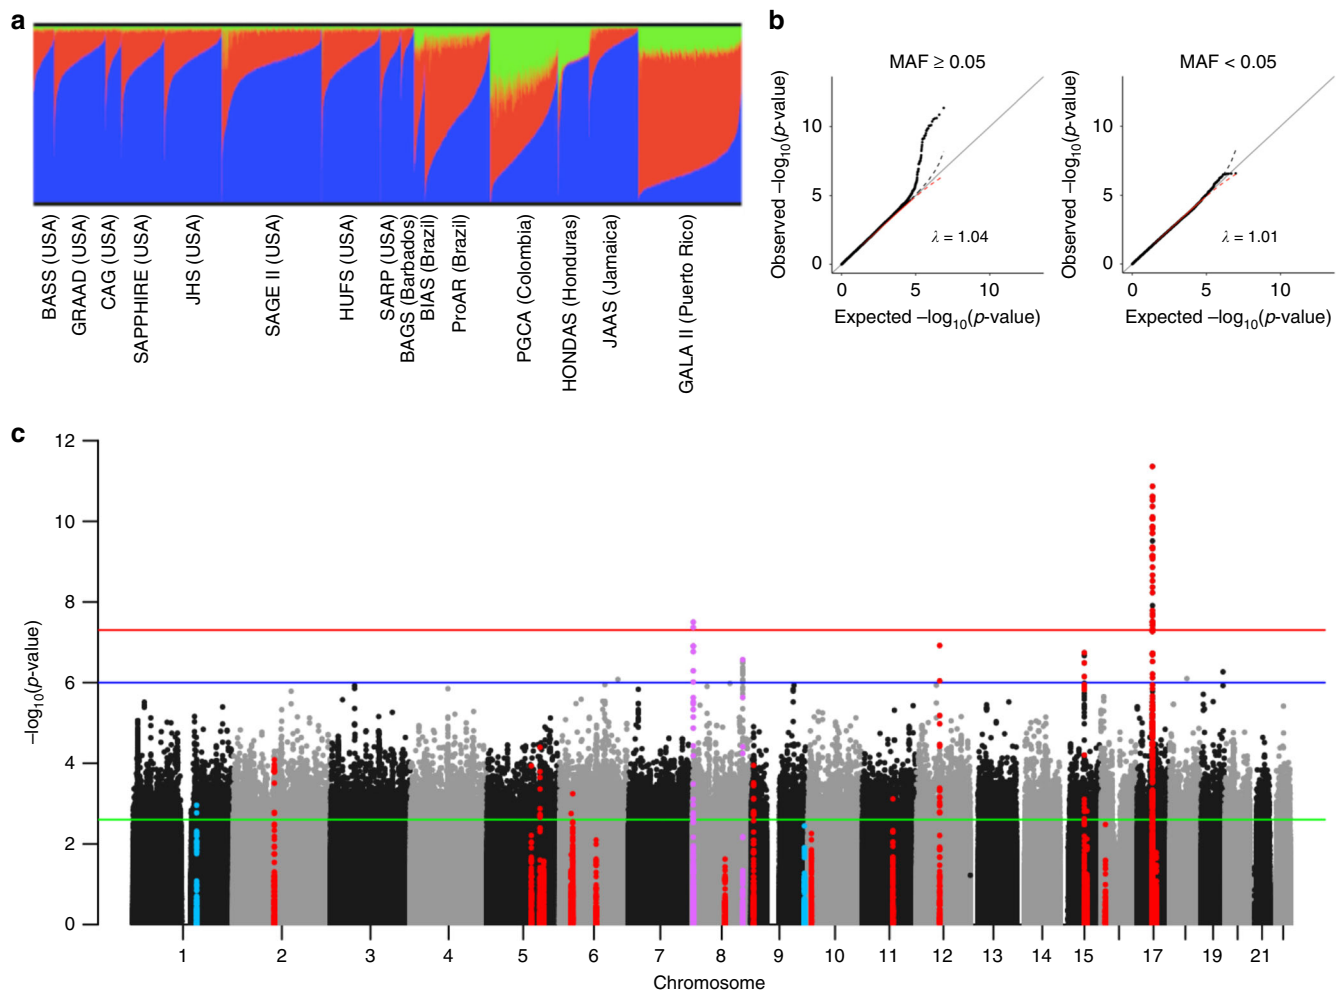 a
BASS (USA)
GRAAD (USA)
CAG (USA)
SAPPHIRE (USA)
JHS (USA)
SAGE II (USA)
HUFS (USA)
SARP (USA)
BAGS (Barbados)
BIAS (Brazil)
ProAR (Brazil)
PGCA (Colombia)
HONDAS (Honduras)
JAAS (Jamaica)
GALA II (Puerto Rico)
b
MAF ≥ 0.05
Observed –log10(p-value)
10
5
0
λ = 1.04
0 5 10
Expected –log10(p-value)
MAF < 0.05
Observed –log10(p-value)
10
5
0
λ = 1.01
0 5 10
Expected –log10(p-value)
c
–log10(p-value)
12
10
8
6
4
2
0
1 2 3 4 5 6 7 8 9 10 11 12 13 14 15 17 19 21
Chromosome